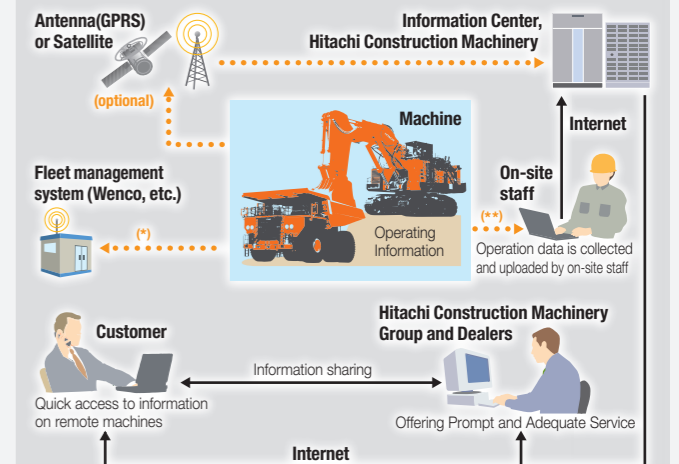 Antenna(GPRS)
or Satellite
(optional)
Information Center,
Hitachi Construction Machinery
Machine
Internet
Fleet management
system (Wenco, etc.)
On-site
staff
(*)
Operating
Information
(**)
Operation data is collected
and uploaded by on-site staff
Customer
Hitachi Construction Machinery
Group and Dealers
Information sharing
Quick access to information
on remote machines
Offering Prompt and Adequate Service
Internet